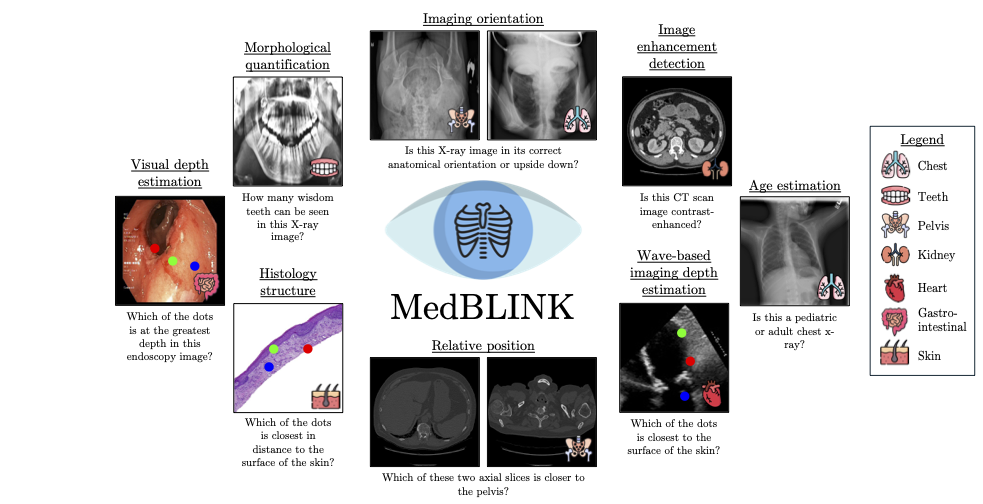 Imaging orientation
Is this X-ray image in its correct
anatomical orientation or upside down?
Morphological
quantification
How many wisdom
teeth can be seen
in this X-ray
image?
Image
enhancement
detection
Is this CT scan
image contrast-
enhanced?
Visual depth
estimation
Which of the dots
is at the greatest
depth in this
endoscopy image?
Age estimation
Is this a pediatric
or adult chest x-
ray?
Histology
structure
Which of the dots
is closest in
distance to the
surface of the skin?
MedBLINK
Wave-based
imaging depth
estimation
Which of the dots
is closest to the
surface of the skin?
Relative position
Which of these two axial slices is closer to
the pelvis?
Legend
Chest
Teeth
Pelvis
Kidney
Heart
Gastro-
intestinal
Skin